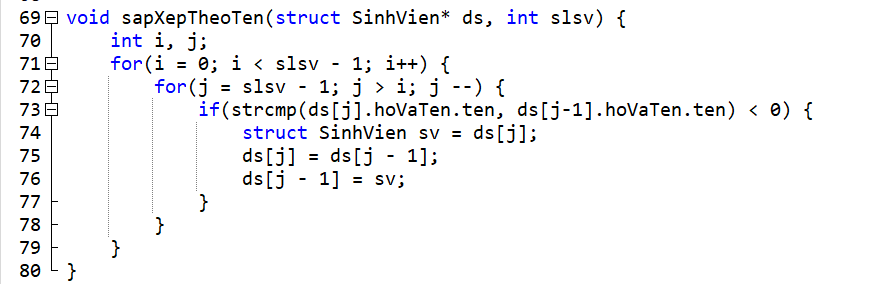 69 void sapXepTheoTen(struct SinhVien* ds, int slsv) {
70 int i, j;
71 for(i = 0; i < slsv - 1; i++) {
72 for(j = slsv - 1; j > i; j --) {
73 if(strcmp(ds[j].hoVaTen.ten, ds[j-1].hoVaTen.ten) < 0) {
74 struct SinhVien sv = ds[j];
75 ds[j] = ds[j - 1];
76 ds[j - 1] = sv;
77 }
78 }
79 }
80 }